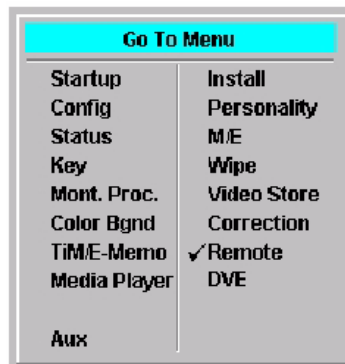 Go To Menu
Startup
Config
Status
Key
Mont. Proc.
Color Bgnd
TiM/E-Memo
Media Player
Aux
Install
Personality
M/E
Wipe
Video Store
Correction
✓Remote
DVE